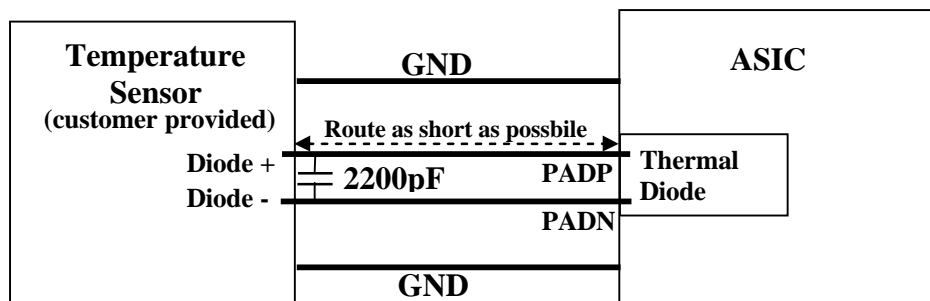 Temperature
Sensor
(customer provided)
GND
ASIC
Route as short as possbile
Diode +
2200pF
Diode -
PADP
PADN
Thermal
Diode
GND